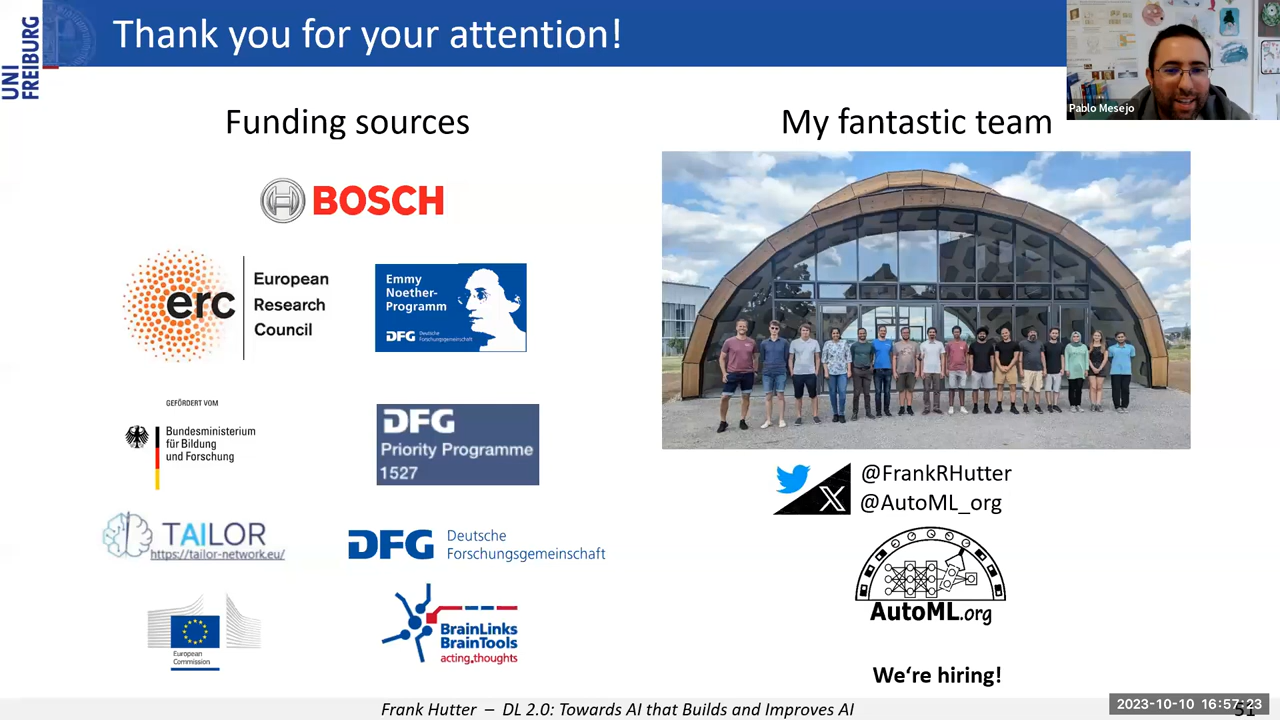 Thank you for your attention!
UNI
FREIBURG
Pablo Mesejo
Funding sources
My fantastic team
BOSCH
erc
European
Research
Council
Emmy
Noether-
Programm
DFG Deutsche
Forschungsgemeinschaft
GEFÖRDERT VOM
Bundesministerium
für Bildung
und Forschung
DFG
Priority Programme
1527
TAILOR
https://tailor-network.eu/
DFG Deutsche
Forschungsgemeinschaft
European
Commission
BrainLinks
BrainTools
acting.thoughts
@FrankRHutter
@AutoML_org
AutoML.org
We're hiring!
Frank Hutter – DL 2.0: Towards AI that Builds and Improves AI
51
2023-10-10 16:57:23